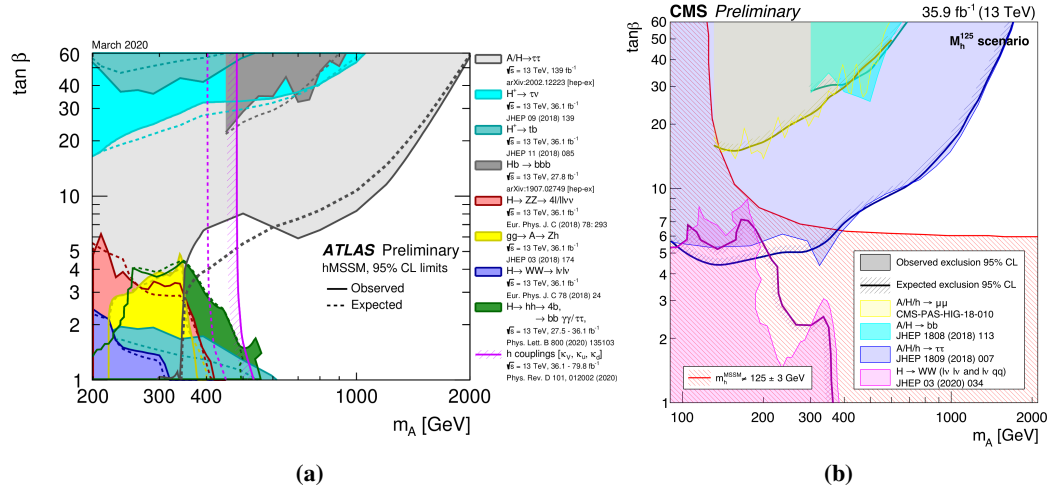 March 2020
tan β
60
40
30
20
10
6
5
4
3
2
1
200
300
400
1000
2000
m_A [GeV]
ATLAS Preliminary
hMSSM, 95% CL limits
Observed
Expected
A/H→ττ
√s = 13 TeV, 139 fb⁻¹
arXiv:2002.12223 [hep-ex]
H⁺→ τν
√s = 13 TeV, 36.1 fb⁻¹
JHEP 09 (2018) 139
H⁺→ tb
√s = 13 TeV, 36.1 fb⁻¹
JHEP 11 (2018) 085
Hb → bbb
√s = 13 TeV, 27.8 fb⁻¹
arXiv:1907.02749 [hep-ex]
H→ ZZ→ 4l/llνν
√s = 13 TeV, 36.1 fb⁻¹
Eur. Phys. J. C (2018) 78: 293
gg→ A→ Zh
√s = 13 TeV, 36.1 fb⁻¹
JHEP 03 (2018) 174
H→ WW→ lνlν
√s = 13 TeV, 36.1 fb⁻¹
Eur. Phys. J. C 78 (2018) 24
H→ hh→ 4b,
→ bb γγ/ττ,
√s = 13 TeV, 27.5 - 36.1 fb⁻¹
Phys. Lett. B 800 (2020) 135103
h couplings [κ_V, κ_u, κ_d]
√s = 13 TeV, 36.1 - 79.8 fb⁻¹
Phys. Rev. D 101, 012002 (2020)
(a)
CMS Preliminary
35.9 fb⁻¹ (13 TeV)
tanβ
60
50
40
30
20
10
9
8
7
6
5
4
3
2
1
M_h^125 scenario
Observed exclusion 95% CL
Expected exclusion 95% CL
A/H/h → μμ
CMS-PAS-HIG-18-010
A/H → bb
JHEP 1808 (2018) 113
A/H/h → ττ
JHEP 1809 (2018) 007
H → WW (lν lν and lν qq)
JHEP 03 (2020) 034
m_h^MSSM ≠ 125 ± 3 GeV
100
200
300
400
1000
2000
m_A [GeV]
(b)